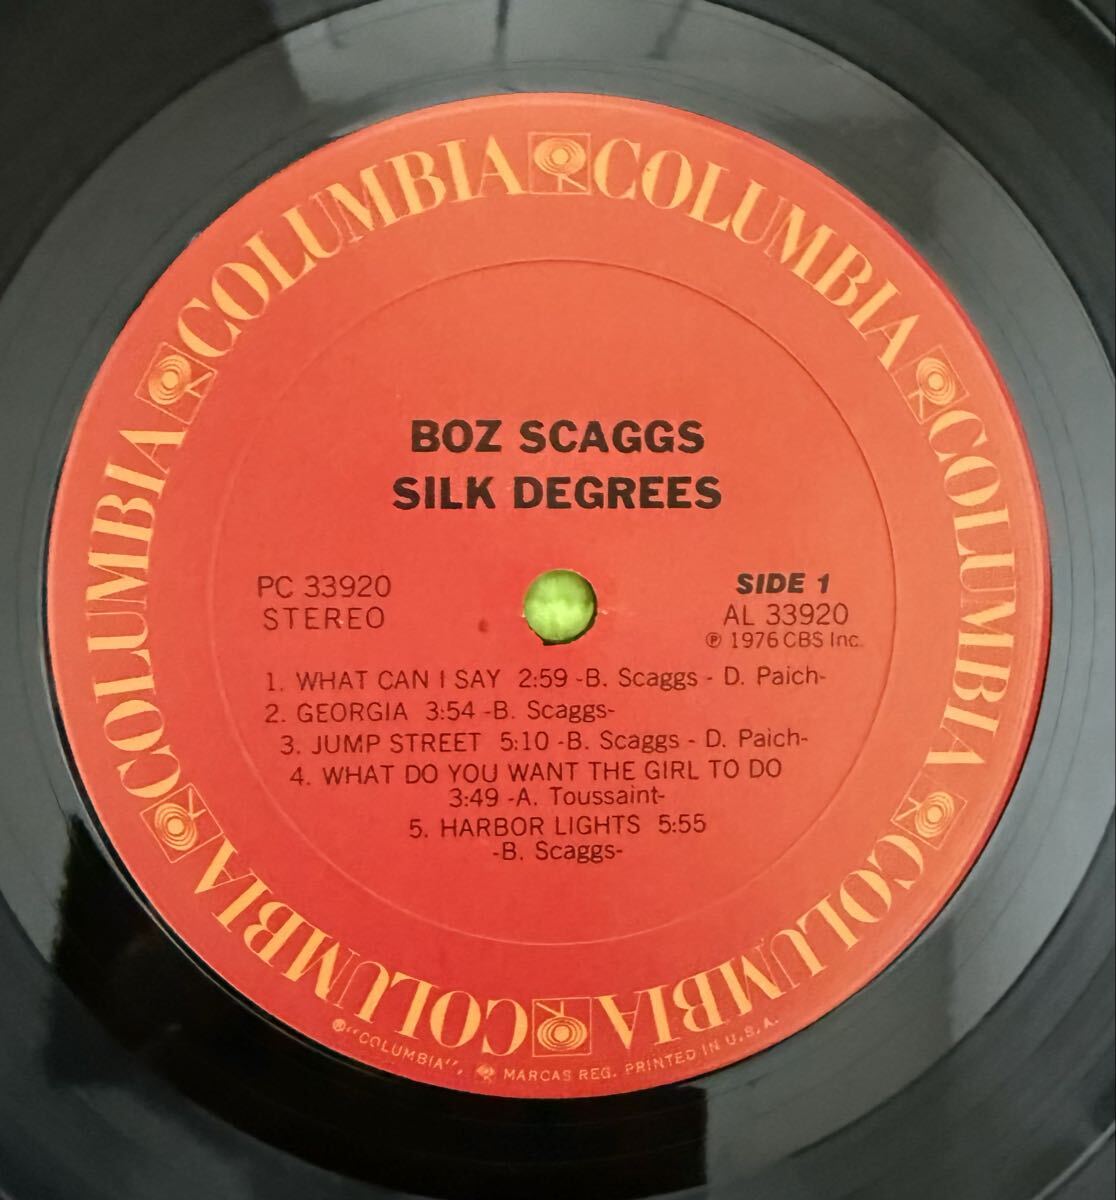 COLUMBIA COLUMBIA COLUMBIA COLUMBIA COLUMBIA COLUMBIA
BOZ SCAGGS
SILK DEGREES
PC 33920
STEREO
SIDE 1
AL 33920
Ⓟ 1976 CBS Inc.
1. WHAT CAN I SAY 2:59 -B. Scaggs - D. Paich-
2. GEORGIA 3:54 -B. Scaggs-
3. JUMP STREET 5:10 -B. Scaggs - D. Paich-
4. WHAT DO YOU WANT THE GIRL TO DO
3:49 -A. Toussaint-
5. HARBOR LIGHTS 5:55
-B. Scaggs-
®"COLUMBIA", MARCAS REG. PRINTED IN U.S.A.